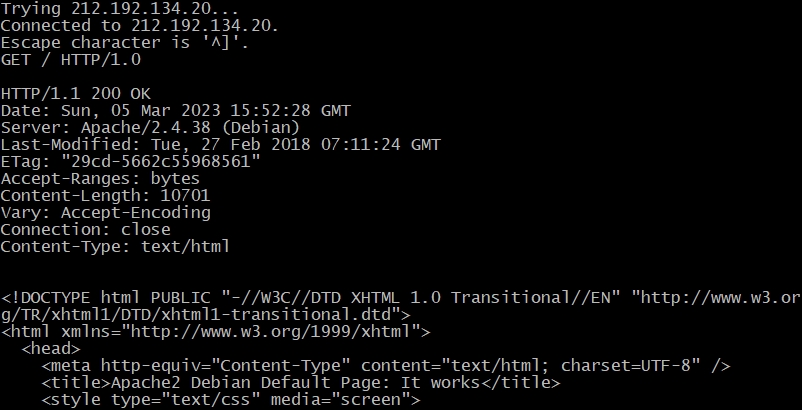 Trying 212.192.134.20...
Connected to 212.192.134.20.
Escape character is '^]'.
GET / HTTP/1.0

HTTP/1.1 200 OK
Date: Sun, 05 Mar 2023 15:52:28 GMT
Server: Apache/2.4.38 (Debian)
Last-Modified: Tue, 27 Feb 2018 07:11:24 GMT
ETag: "29cd-5662c55968561"
Accept-Ranges: bytes
Content-Length: 10701
Vary: Accept-Encoding
Connection: close
Content-Type: text/html


<!DOCTYPE html PUBLIC "-//W3C//DTD XHTML 1.0 Transitional//EN" "http://www.w3.or
g/TR/xhtml1/DTD/xhtml1-transitional.dtd">
<html xmlns="http://www.w3.org/1999/xhtml">
  <head>
    <meta http-equiv="Content-Type" content="text/html; charset=UTF-8" />
    <title>Apache2 Debian Default Page: It works</title>
    <style type="text/css" media="screen">